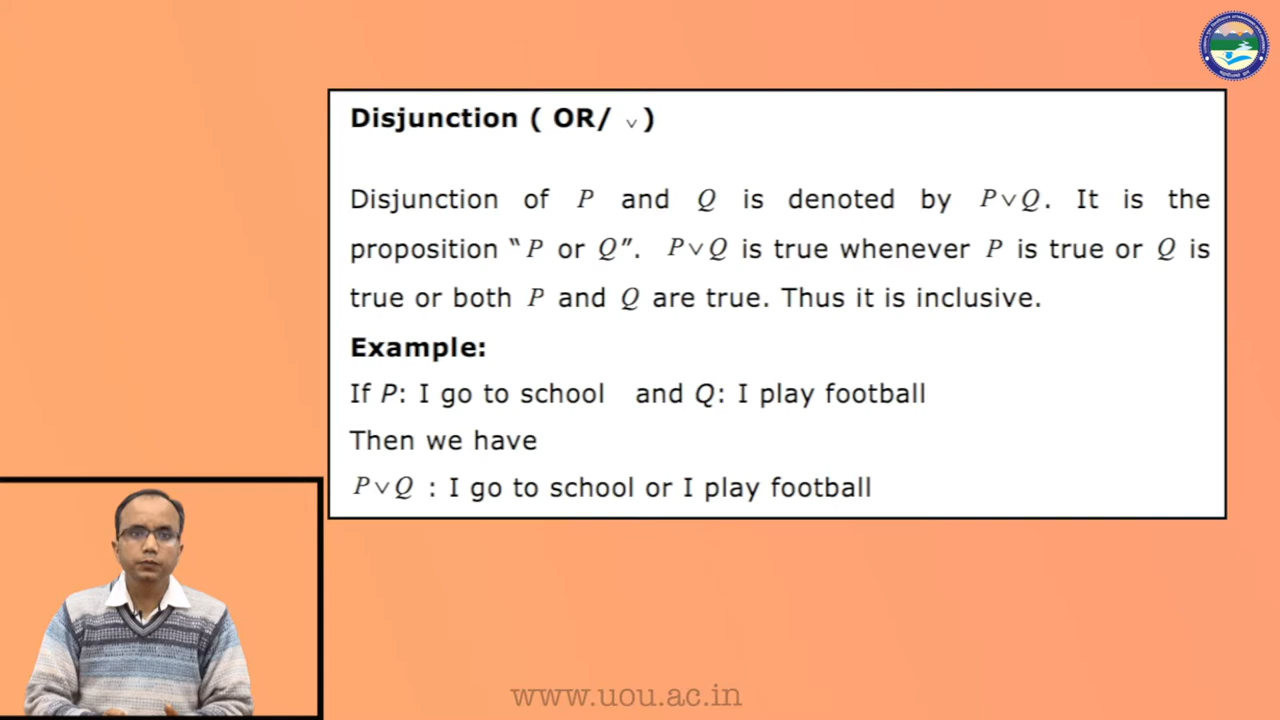 Disjunction ( OR/ ∨ )
Disjunction of P and Q is denoted by P∨Q. It is the
proposition “P or Q”. P∨Q is true whenever P is true or Q is
true or both P and Q are true. Thus it is inclusive.
Example:
If P: I go to school and Q: I play football
Then we have
P∨Q : I go to school or I play football
www.uou.ac.in